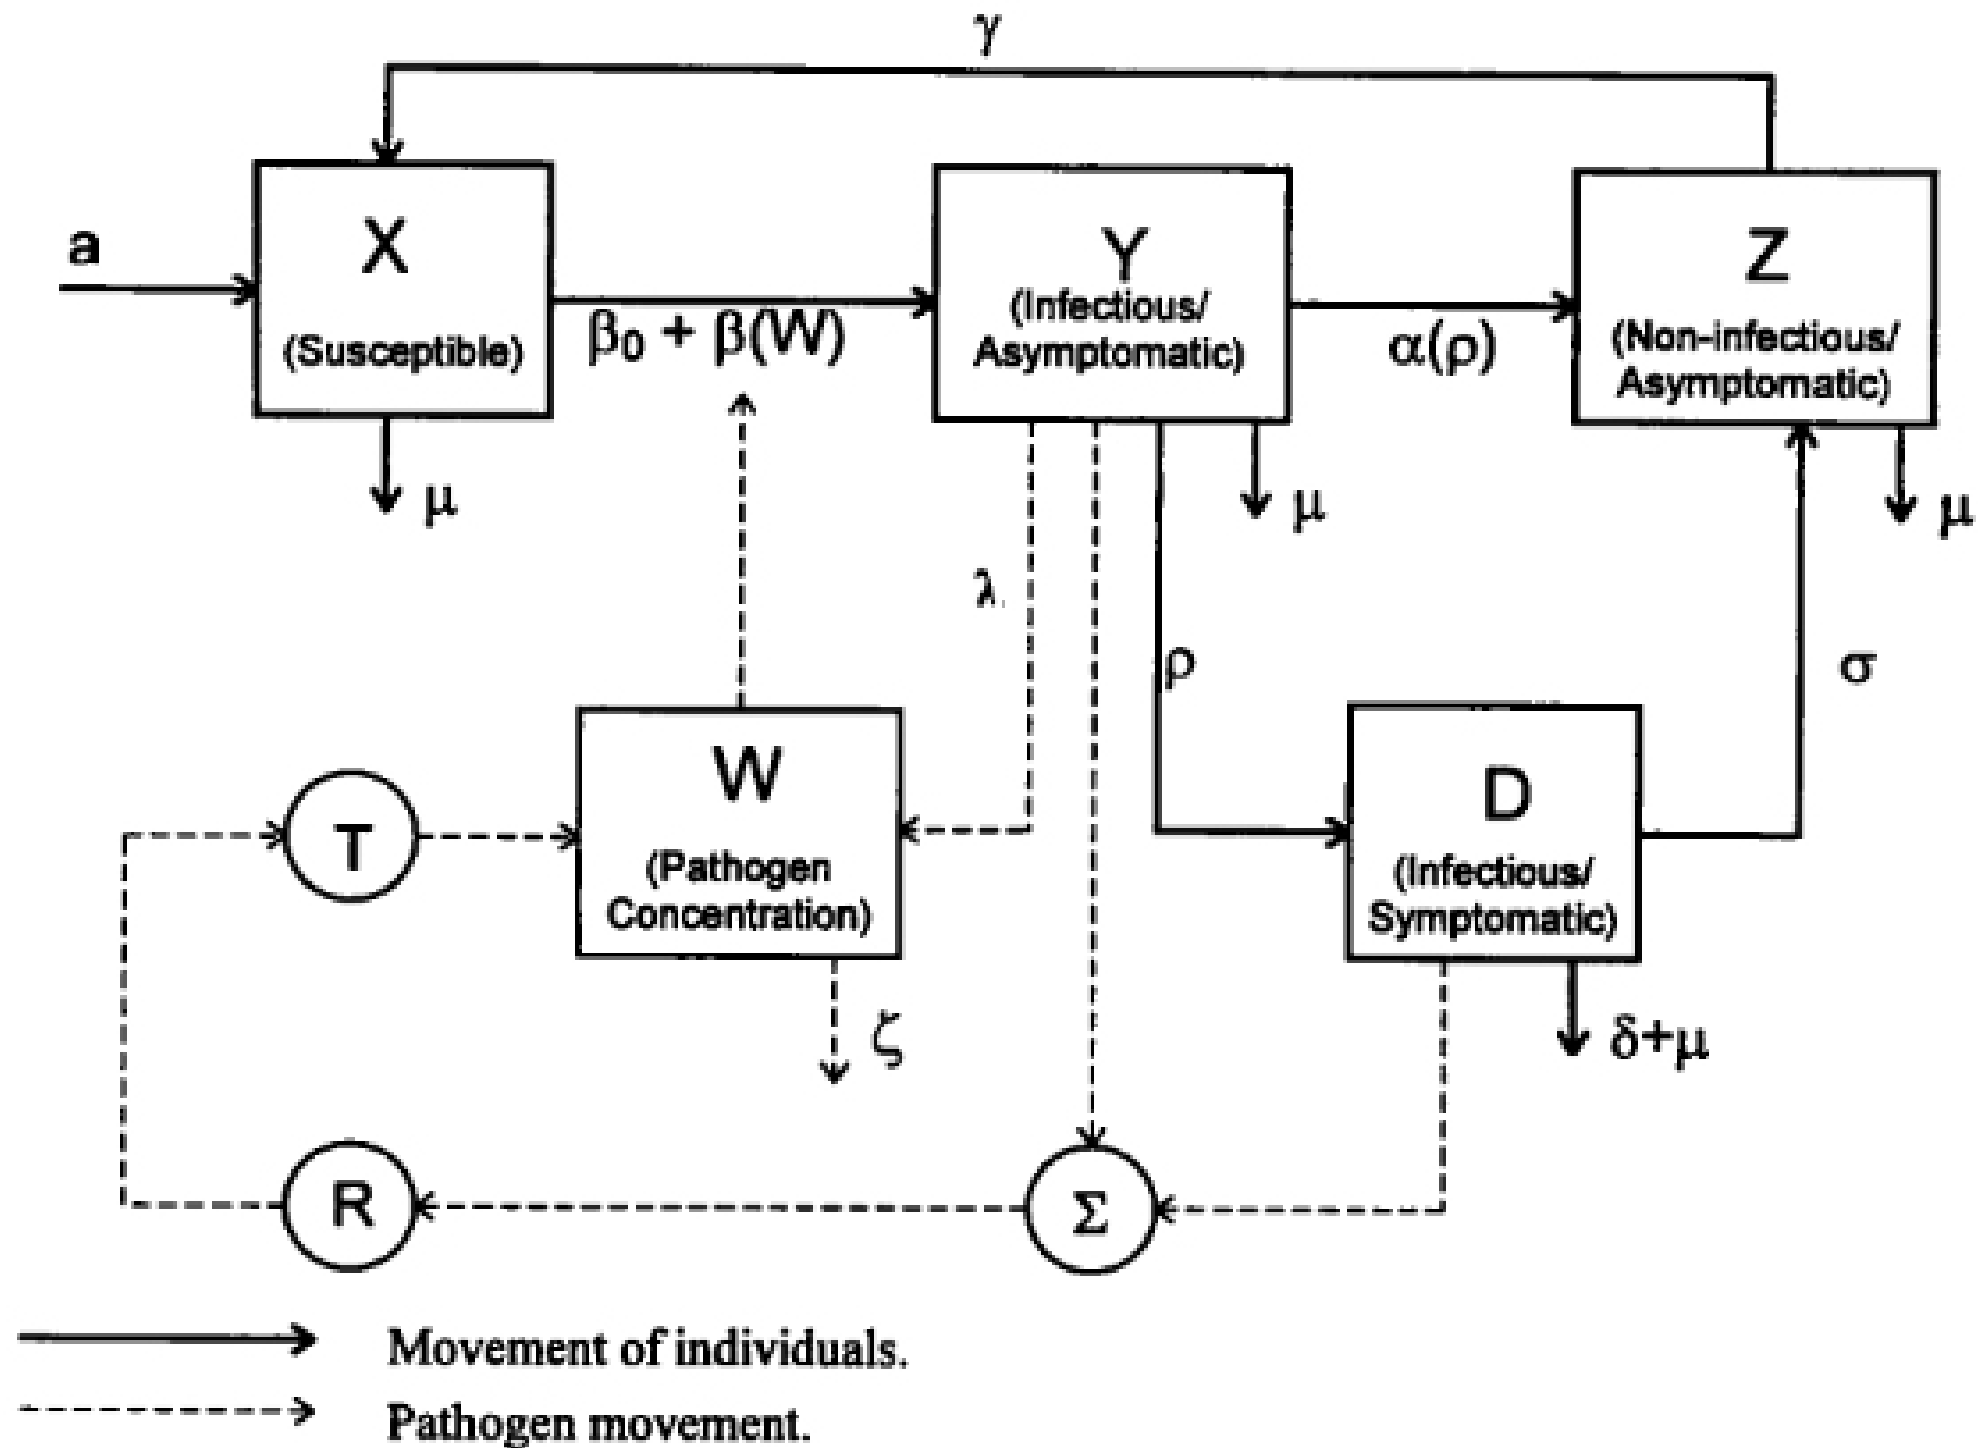 γ
a
X
(Susceptible)
β₀ + β(W)
Y
(Infectious/
Asymptomatic)
α(ρ)
Z
(Non-infectious/
Asymptomatic)
μ
μ
μ
λ
ρ
σ
T
W
(Pathogen
Concentration)
D
(Infectious/
Symptomatic)
ζ
δ+μ
R
Σ
Movement of individuals.
Pathogen movement.